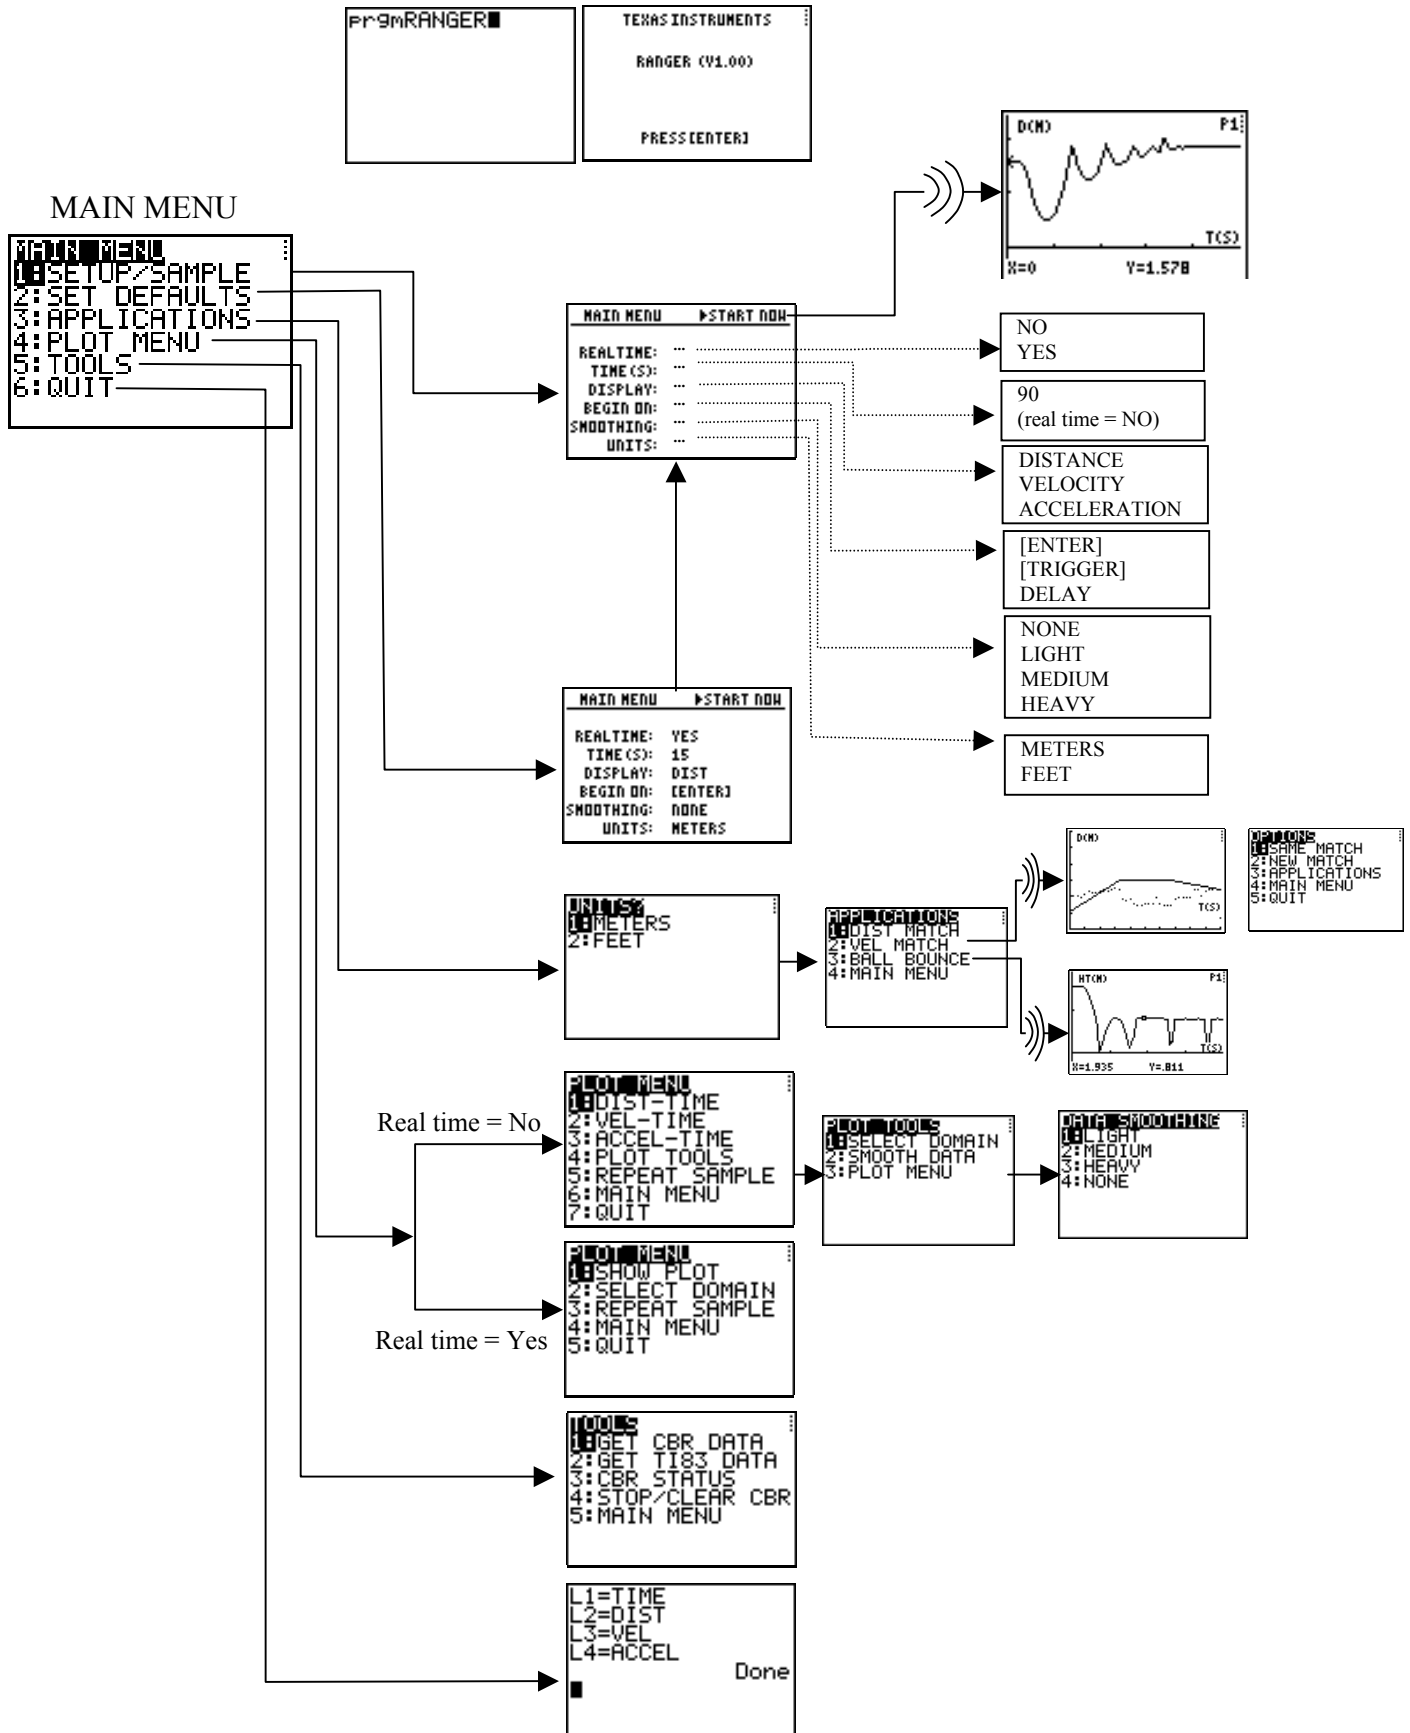 prgmRANGER
TEXAS INSTRUMENTS
RANGER (V1.00)
PRESS [ENTER]
D(M) P1
T(S)
X=0 Y=1.578
MAIN MENU
MAIN MENU
1:SETUP/SAMPLE
2:SET DEFAULTS
3:APPLICATIONS
4:PLOT MENU
5:TOOLS
6:QUIT
MAIN MENU ▶START NOW
REALTIME: ...
TIME(S): ...
DISPLAY: ...
BEGIN ON: ...
SMOOTHING: ...
UNITS: ...
NO
YES
90
(real time = NO)
DISTANCE
VELOCITY
ACCELERATION
[ENTER]
[TRIGGER]
DELAY
NONE
LIGHT
MEDIUM
HEAVY
METERS
FEET
MAIN MENU ▶START NOW
REALTIME: YES
TIME(S): 15
DISPLAY: DIST
BEGIN ON: [ENTER]
SMOOTHING: NONE
UNITS: METERS
UNITS?
1:METERS
2:FEET
APPLICATIONS
1:DIST MATCH
2:VEL MATCH
3:BALL BOUNCE
4:MAIN MENU
D(M)
T(S)
OPTIONS
1:SAME MATCH
2:NEW MATCH
3:APPLICATIONS
4:MAIN MENU
5:QUIT
HT(M) P1
T(S)
X=1.935 Y=.811
Real time = No
PLOT MENU
1:DIST-TIME
2:VEL-TIME
3:ACCEL-TIME
4:PLOT TOOLS
5:REPEAT SAMPLE
6:MAIN MENU
7:QUIT
PLOT TOOLS
1:SELECT DOMAIN
2:SMOOTH DATA
3:PLOT MENU
DATA SMOOTHING
1:LIGHT
2:MEDIUM
3:HEAVY
4:NONE
Real time = Yes
PLOT MENU
1:SHOW PLOT
2:SELECT DOMAIN
3:REPEAT SAMPLE
4:MAIN MENU
5:QUIT
TOOLS
1:GET CBR DATA
2:GET TI83 DATA
3:CBR STATUS
4:STOP/CLEAR CBR
5:MAIN MENU
L1=TIME
L2=DIST
L3=VEL
L4=ACCEL
Done